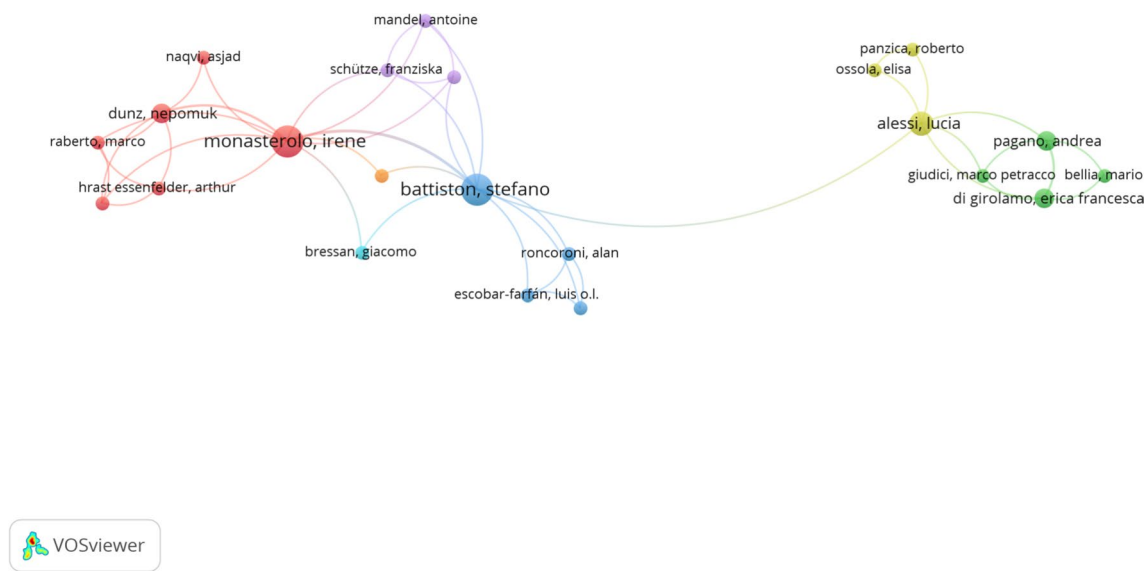 mandel, antoine
panzica, roberto
naqvi, asjad
schütze, franziska
ossola, elisa
dunz, nepomuk
alessi, lucia
raberto, marco
monasterolo, irene
pagano, andrea
giudici, marco petracco
bellia, mario
hrast essenfelder, arthur
battiston, stefano
di girolamo, erica francesca
bressan, giacomo
roncoroni, alan
escobar-farfán, luis o.l.
VOSviewer